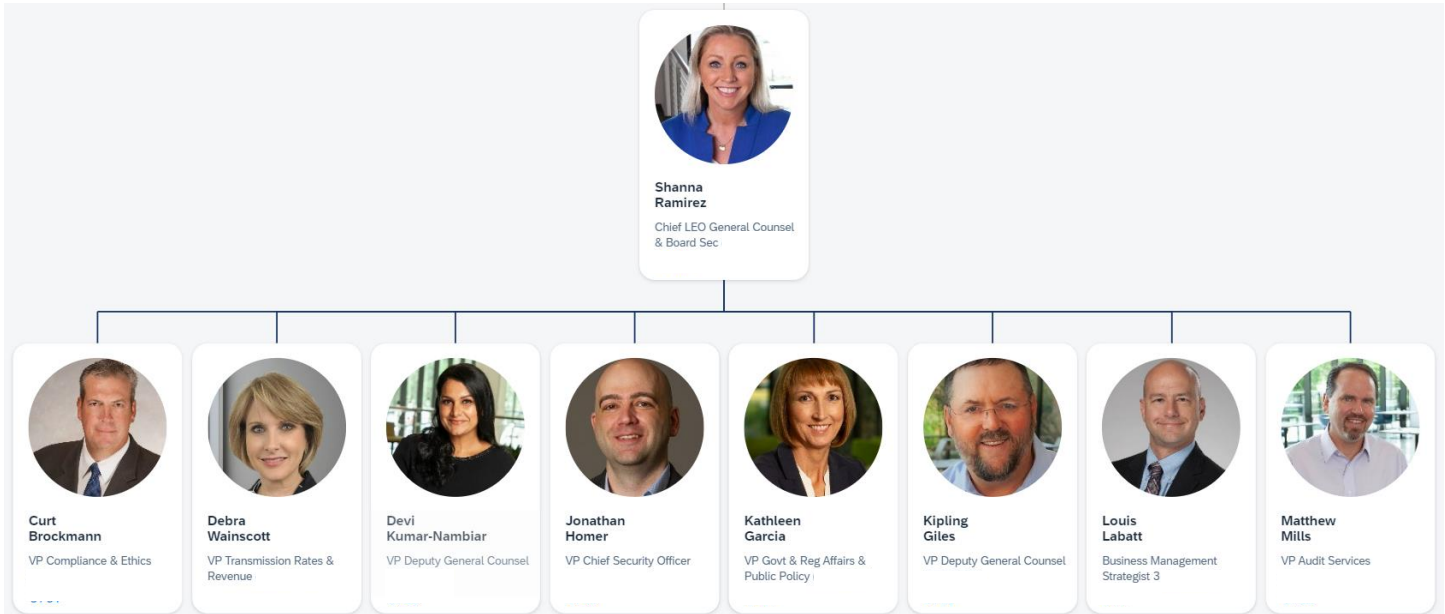 Shanna
Ramirez
Chief LEO General Counsel
& Board Sec
Curt
Brockmann
VP Compliance & Ethics
Debra
Wainscott
VP Transmission Rates &
Revenue
Devi
Kumar-Nambiar
VP Deputy General Counsel
Jonathan
Homer
VP Chief Security Officer
Kathleen
Garcia
VP Govt & Reg Affairs &
Public Policy
Kipling
Giles
VP Deputy General Counsel
Louis
Labatt
Business Management
Strategist 3
Matthew
Mills
VP Audit Services